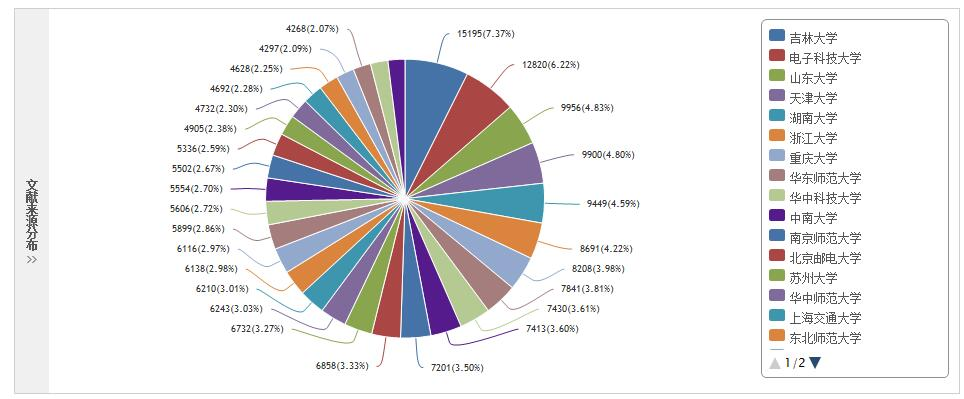 文献来源分布
>>
4268(2.07%)
4297(2.09%)
4628(2.25%)
4692(2.28%)
4732(2.30%)
4905(2.38%)
5336(2.59%)
5502(2.67%)
5554(2.70%)
5606(2.72%)
5899(2.86%)
6116(2.97%)
6138(2.98%)
6210(3.01%)
6243(3.03%)
6732(3.27%)
6858(3.33%)
15195(7.37%)
12820(6.22%)
9956(4.83%)
9900(4.80%)
9449(4.59%)
8691(4.22%)
8208(3.98%)
7841(3.81%)
7430(3.61%)
7413(3.60%)
7201(3.50%)
吉林大学
电子科技大学
山东大学
天津大学
湖南大学
浙江大学
重庆大学
华东师范大学
华中科技大学
中南大学
南京师范大学
北京邮电大学
苏州大学
华中师范大学
上海交通大学
东北师范大学
1/2